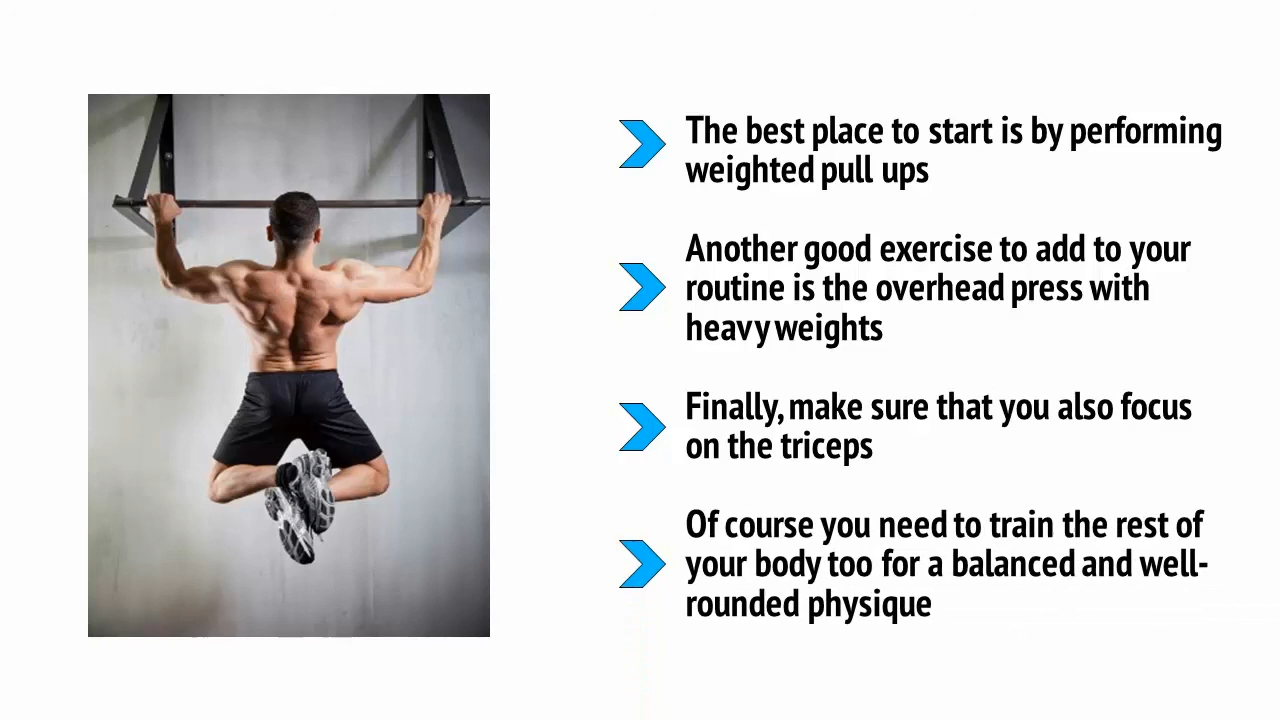 The best place to start is by performing
weighted pull ups
Another good exercise to add to your
routine is the overhead press with
heavy weights
Finally, make sure that you also focus
on the triceps
Of course you need to train the rest of
your body too for a balanced and well-
rounded physique